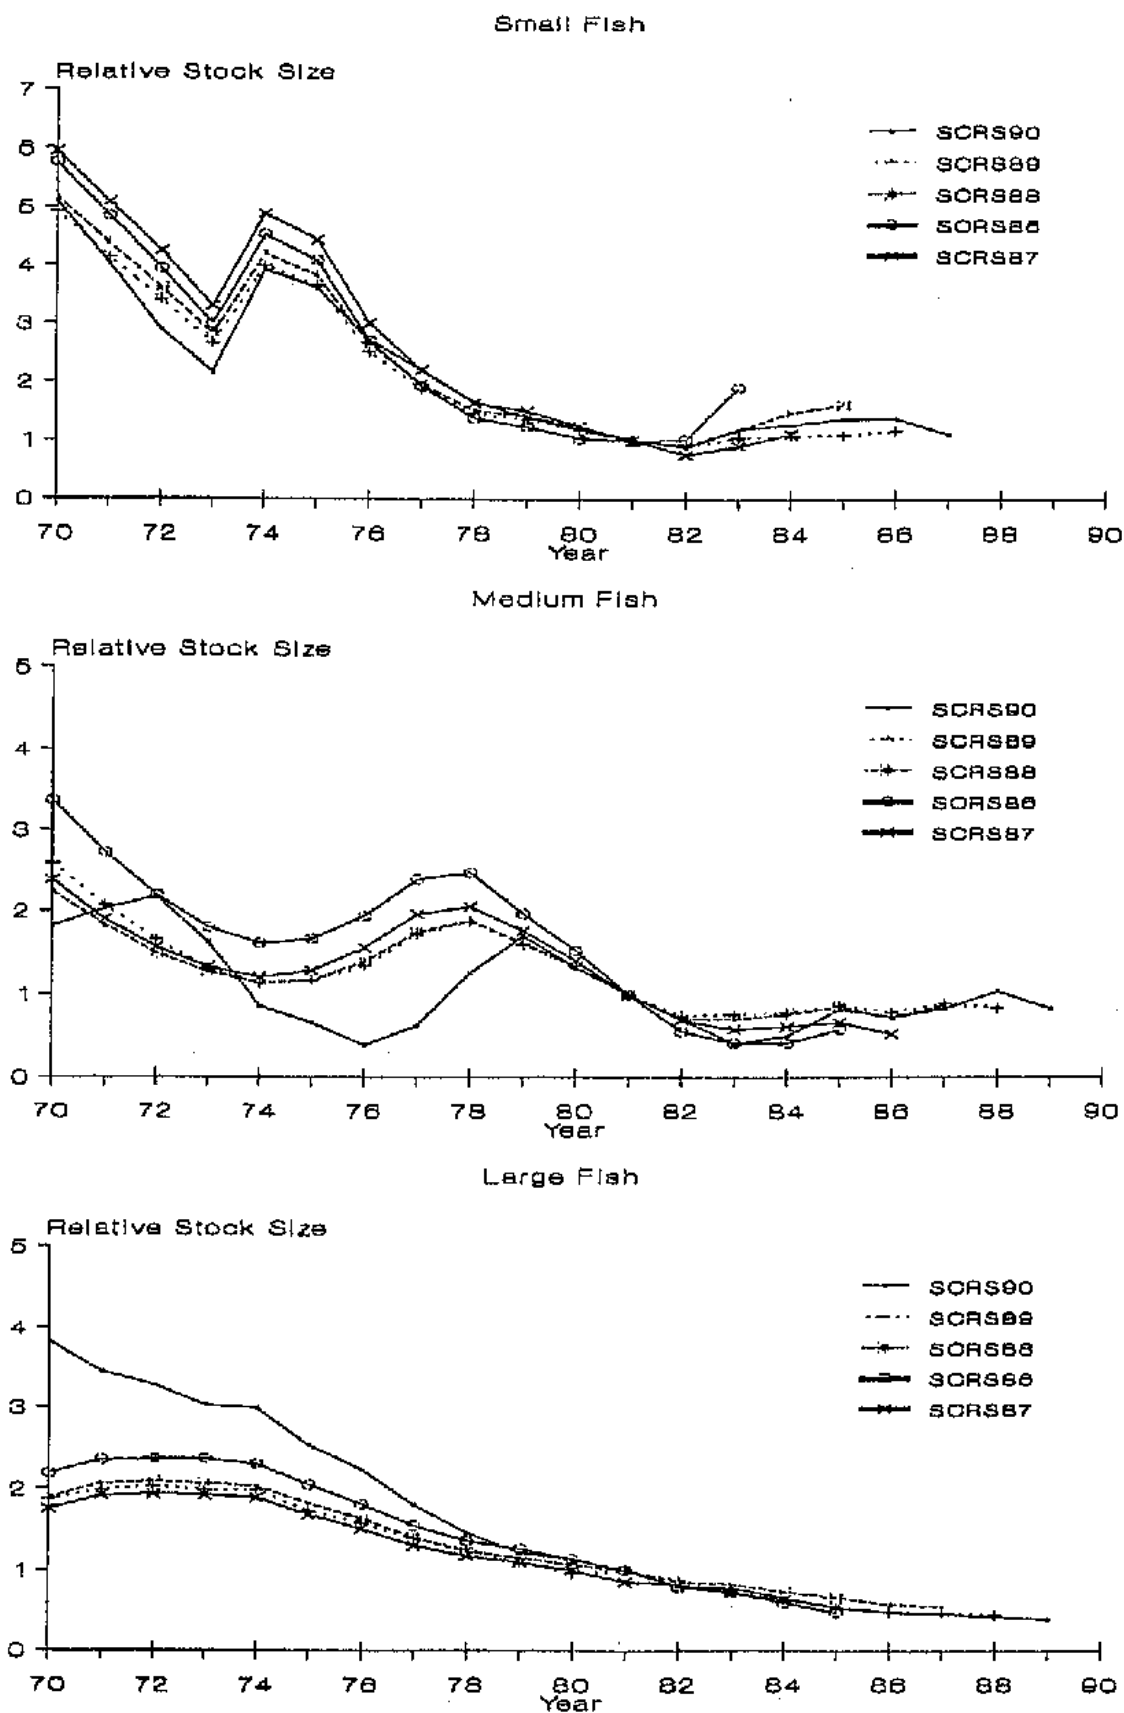 Small Fish
Relative Stock Size
7
6
5
4
3
2
1
0
SCRS90
SCRS89
SCRS88
SCRS86
SCRS87
70 72 74 76 78 80 82 84 86 88 90
Year
Medium Fish
Relative Stock Size
5
4
3
2
1
0
SCRS90
SCRS89
SCRS88
SCRS86
SCRS87
70 72 74 76 78 80 82 84 86 88 90
Year
Large Fish
Relative Stock Size
5
4
3
2
1
0
SCRS90
SCRS89
SCRS88
SCRS86
SCRS87
70 72 74 76 78 80 82 84 86 88 90
Year